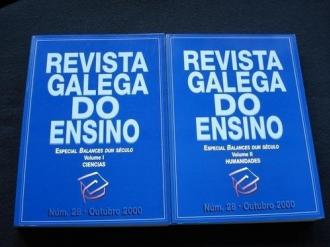 REVISTA
GALEGA
DO
ENSINO
ESPECIAL BALANCES DUN SÉCULO
Volume I
CIENCIAS
Núm. 28 - Outubro 2000
REVISTA
GALEGA
DO
ENSINO
ESPECIAL BALANCES DUN SÉCULO
Volume II
HUMANIDADES
Núm. 28 - Outubro 2000